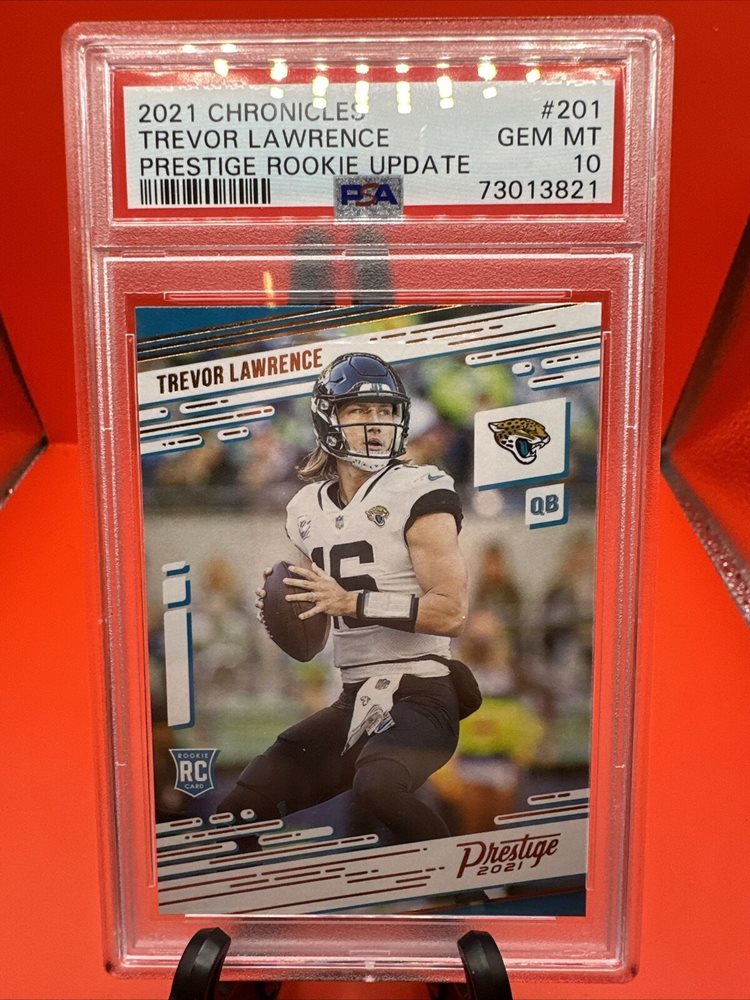 2021 CHRONICLES #201
TREVOR LAWRENCE GEM MT
PRESTIGE ROOKIE UPDATE 10
PSA 73013821
TREVOR LAWRENCE
QB
16
ROOKIE
RC
CARD
Prestige
2021